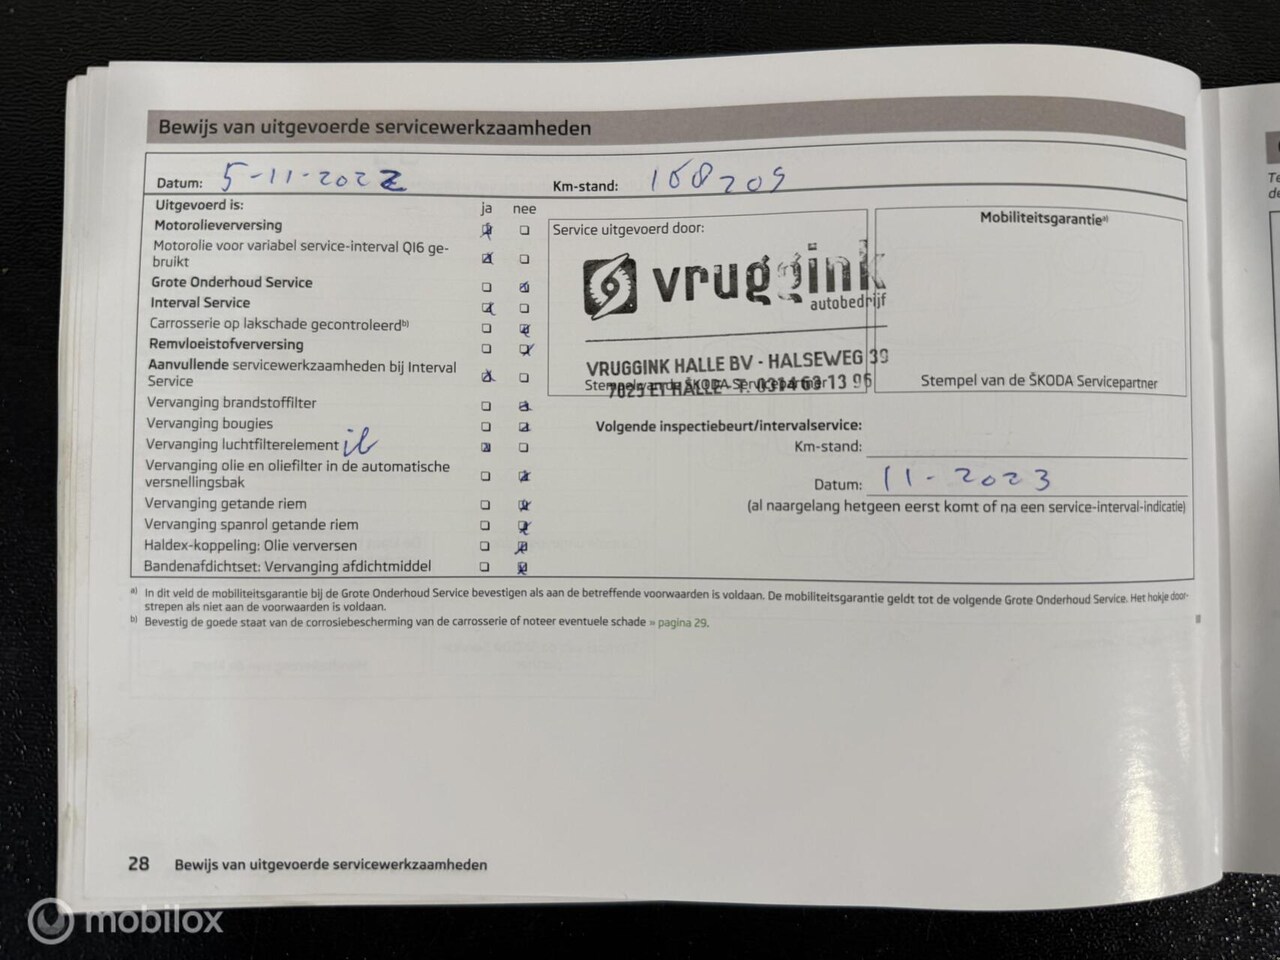 Bewijs van uitgevoerde servicewerkzaamheden
Datum: 5-11-2022 Km-stand: 168209
Uitgevoerd is: ja nee
Motorolieverversing
Motorolie voor variabel service-interval QI6 ge-
bruikt
Grote Onderhoud Service
Interval Service
Carrosserie op lakschade gecontroleerd b)
Remvloeistofverversing
Aanvullende servicewerkzaamheden bij Interval
Service
Vervanging brandstoffilter
Vervanging bougies
Vervanging luchtfilterelement
Vervanging olie en oliefilter in de automatische
versnellingsbak
Vervanging getande riem
Vervanging spanrol getande riem
Haldex-koppeling: Olie verversen
Bandenafdichtset: Vervanging afdichtmiddel
Service uitgevoerd door:
vruggink
autobedrijf
VRUGGINK HALLE BV - HALSEWEG 39
Stempel van de ŠKODA Servicepartner
Mobiliteitsgarantie a)
Stempel van de ŠKODA Servicepartner
Volgende inspectiebeurt/intervalservice:
Km-stand:
Datum: 11-2023
(al naargelang hetgeen eerst komt of na een service-interval-indicatie)
a) In dit veld de mobiliteitsgarantie bij de Grote Onderhoud Service bevestigen als aan de betreffende voorwaarden is voldaan. De mobiliteitsgarantie geldt tot de volgende Grote Onderhoud Service. Het hokje door-
strepen als niet aan de voorwaarden is voldaan.
b) Bevestig de goede staat van de corrosiebescherming van de carrosserie of noteer eventuele schade » pagina 29.
28 Bewijs van uitgevoerde servicewerkzaamheden
mobilox